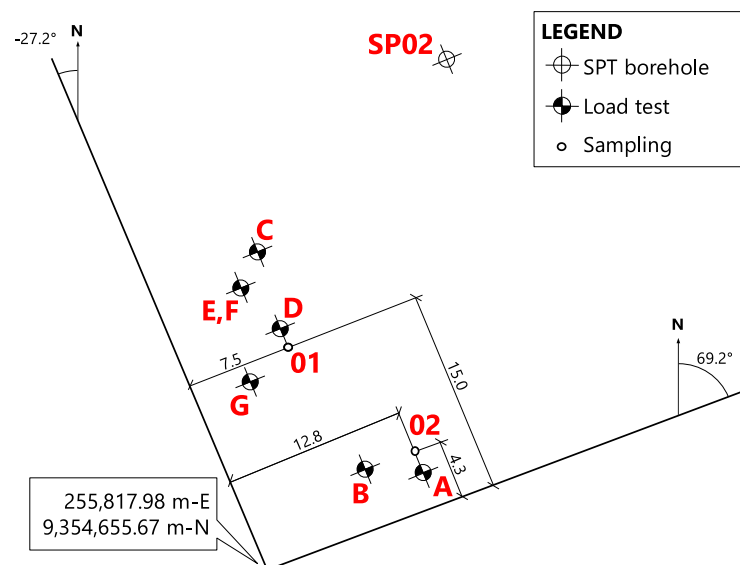 N
-27.2°
SP02
LEGEND
SPT borehole
Load test
Sampling
C
E,F
D
N
7.5
01
69.2°
15.0
G
02
12.8
4.3
B
A
255,817.98 m-E
9,354,655.67 m-N